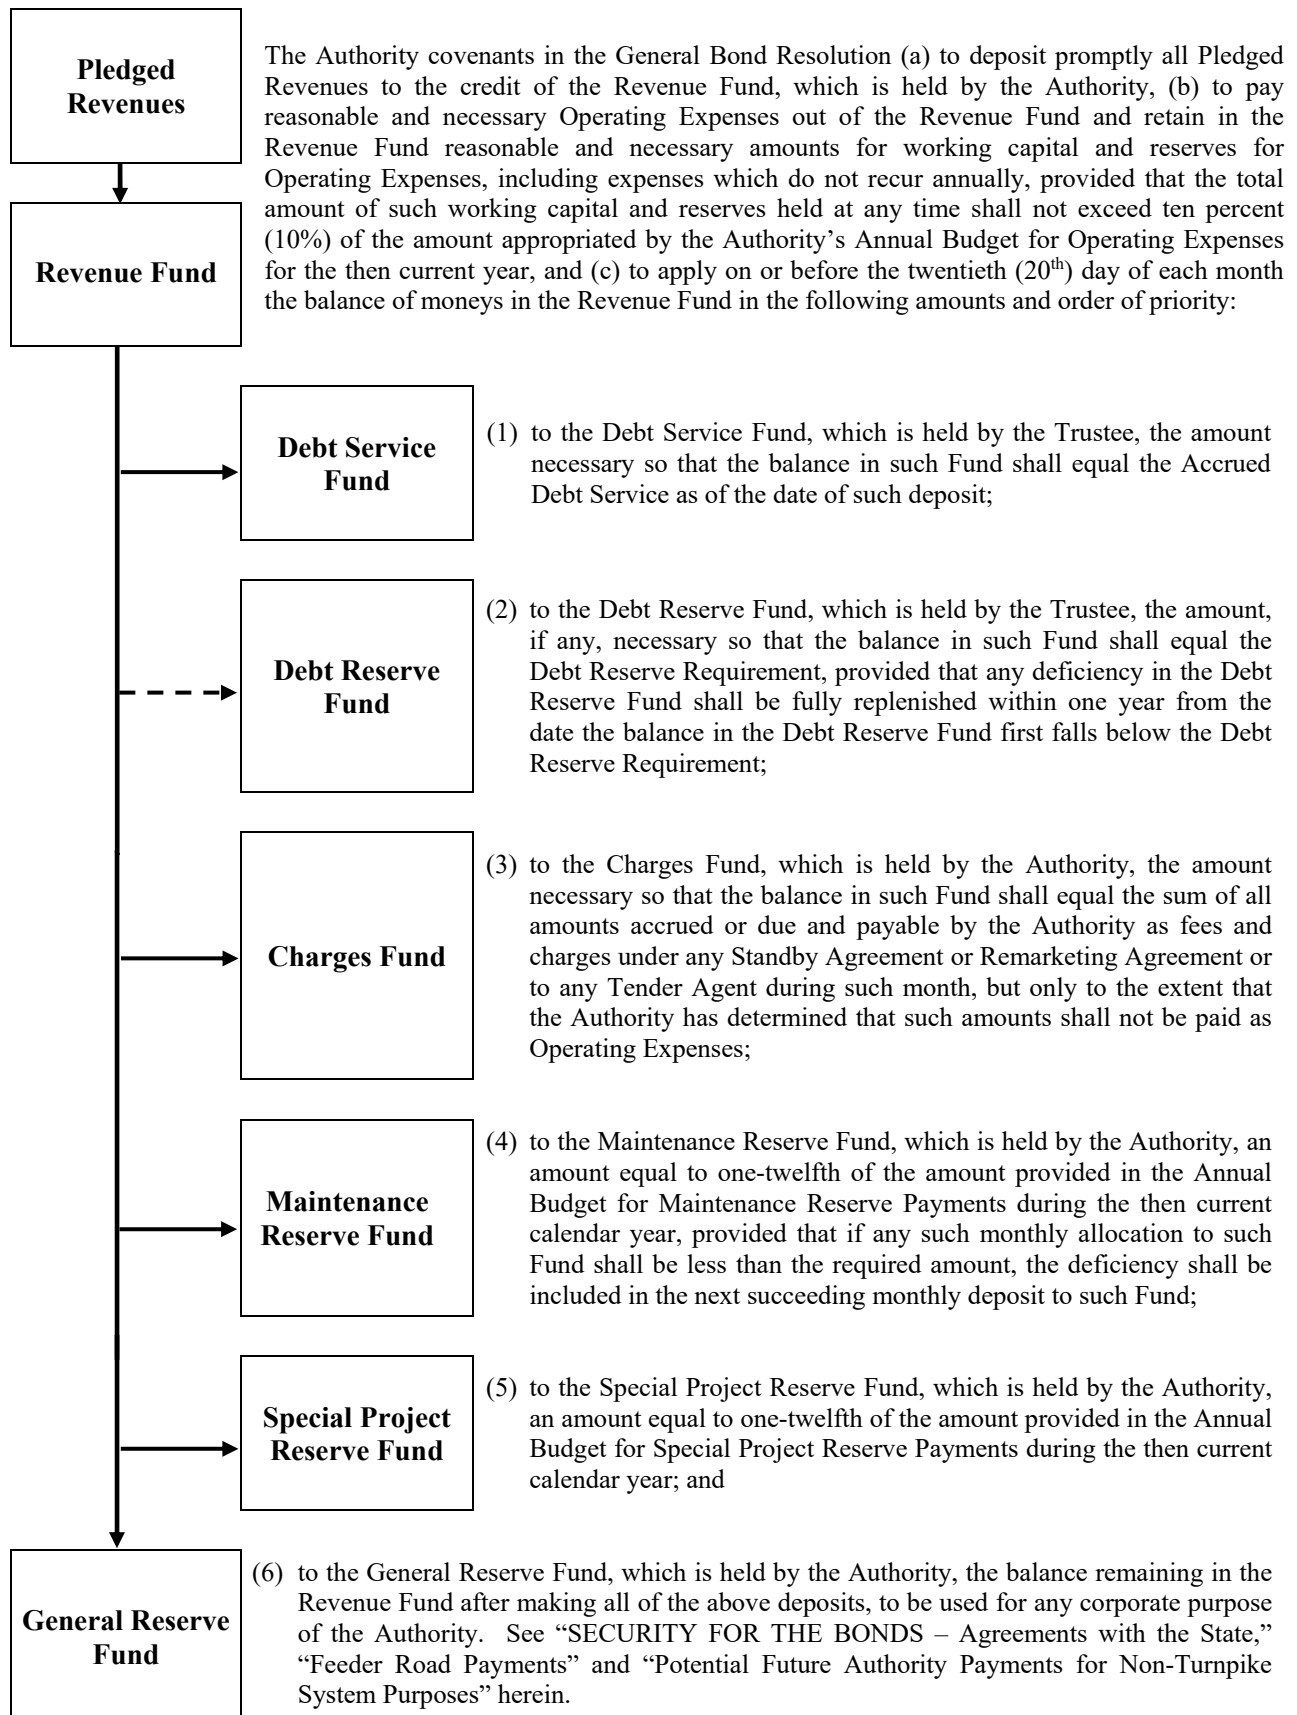 Pledged
Revenues
The Authority covenants in the General Bond Resolution (a) to deposit promptly all Pledged
Revenues to the credit of the Revenue Fund, which is held by the Authority, (b) to pay
reasonable and necessary Operating Expenses out of the Revenue Fund and retain in the
Revenue Fund reasonable and necessary amounts for working capital and reserves for
Operating Expenses, including expenses which do not recur annually, provided that the total
amount of such working capital and reserves held at any time shall not exceed ten percent
(10%) of the amount appropriated by the Authority’s Annual Budget for Operating Expenses
for the then current year, and (c) to apply on or before the twentieth (20th) day of each month
the balance of moneys in the Revenue Fund in the following amounts and order of priority:
Revenue Fund
Debt Service
Fund
(1) to the Debt Service Fund, which is held by the Trustee, the amount
necessary so that the balance in such Fund shall equal the Accrued
Debt Service as of the date of such deposit;
Debt Reserve
Fund
(2) to the Debt Reserve Fund, which is held by the Trustee, the amount,
if any, necessary so that the balance in such Fund shall equal the
Debt Reserve Requirement, provided that any deficiency in the Debt
Reserve Fund shall be fully replenished within one year from the
date the balance in the Debt Reserve Fund first falls below the Debt
Reserve Requirement;
Charges Fund
(3) to the Charges Fund, which is held by the Authority, the amount
necessary so that the balance in such Fund shall equal the sum of all
amounts accrued or due and payable by the Authority as fees and
charges under any Standby Agreement or Remarketing Agreement or
to any Tender Agent during such month, but only to the extent that
the Authority has determined that such amounts shall not be paid as
Operating Expenses;
Maintenance
Reserve Fund
(4) to the Maintenance Reserve Fund, which is held by the Authority, an
amount equal to one-twelfth of the amount provided in the Annual
Budget for Maintenance Reserve Payments during the then current
calendar year, provided that if any such monthly allocation to such
Fund shall be less than the required amount, the deficiency shall be
included in the next succeeding monthly deposit to such Fund;
Special Project
Reserve Fund
(5) to the Special Project Reserve Fund, which is held by the Authority,
an amount equal to one-twelfth of the amount provided in the Annual
Budget for Special Project Reserve Payments during the then current
calendar year; and
General Reserve
Fund
(6) to the General Reserve Fund, which is held by the Authority, the balance remaining in the
Revenue Fund after making all of the above deposits, to be used for any corporate purpose
of the Authority. See “SECURITY FOR THE BONDS – Agreements with the State,”
“Feeder Road Payments” and “Potential Future Authority Payments for Non-Turnpike
System Purposes” herein.